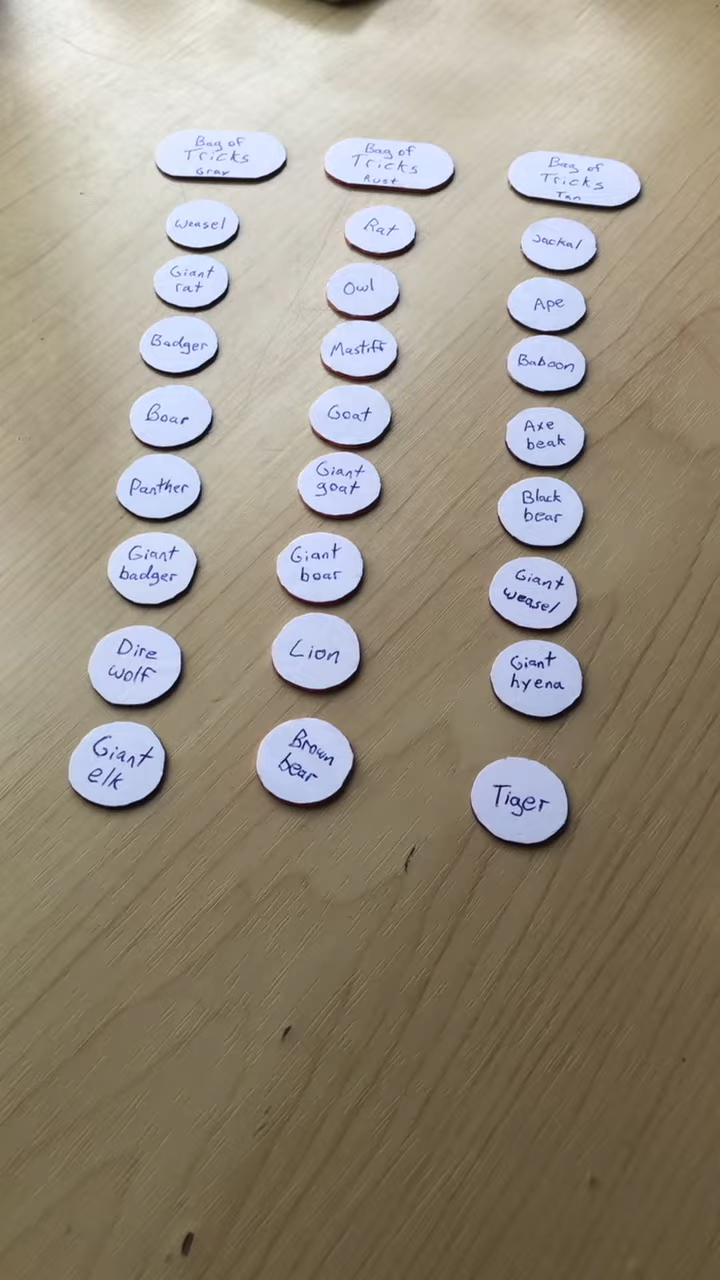 Bag of
Tricks
Gray
Weasel
Giant
rat
Badger
Boar
Panther
Giant
badger
Dire
wolf
Giant
elk
Bag of
Tricks
Rust
Rat
Owl
Mastiff
Goat
Giant
goat
Giant
boar
Lion
Brown
bear
Bag of
Tricks
Tan
Jackal
Ape
Baboon
Axe
beak
Black
bear
Giant
weasel
Giant
hyena
Tiger